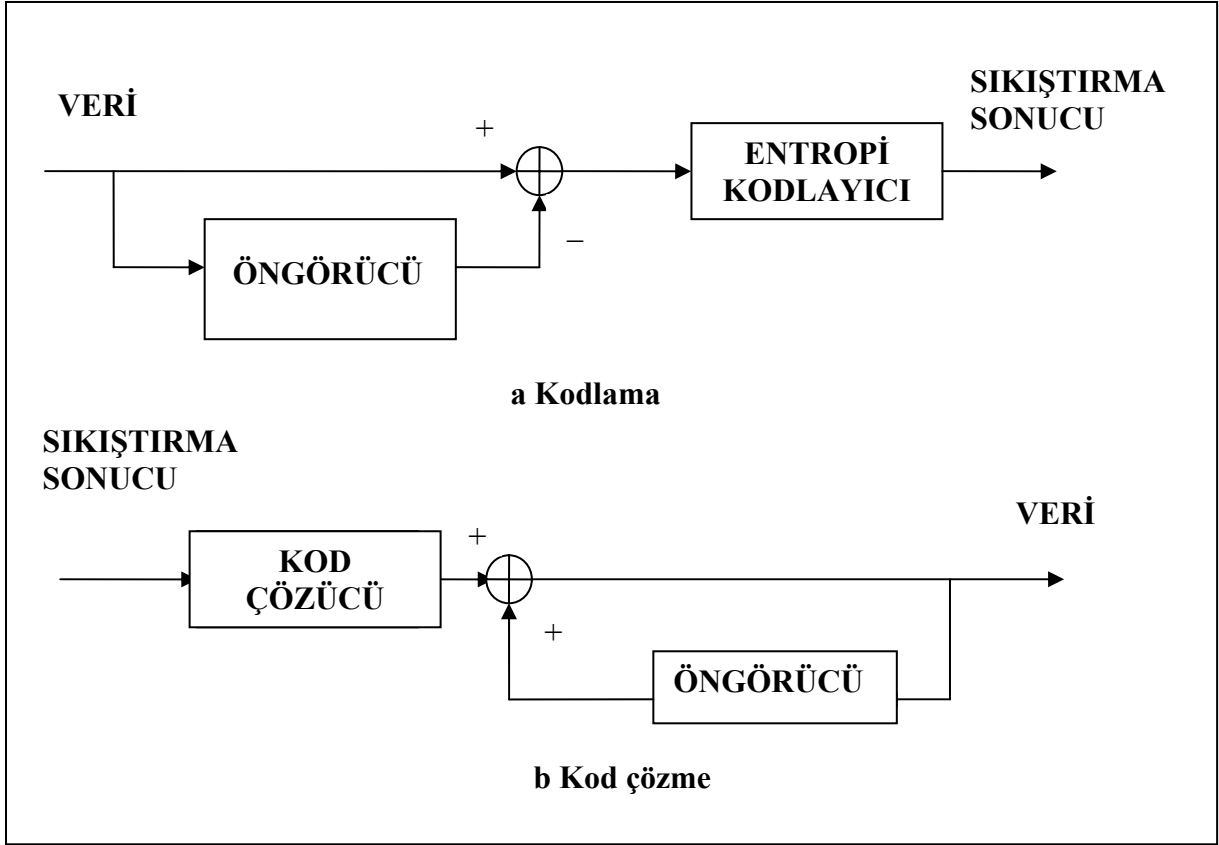 VERİ
SIKIŞTIRMA
SONUCU
+
ENTROPİ
KODLAYICI
−
ÖNGÖRÜCÜ
a Kodlama
SIKIŞTIRMA
SONUCU
VERİ
+
KOD
ÇÖZÜCÜ
+
ÖNGÖRÜCÜ
b Kod çözme